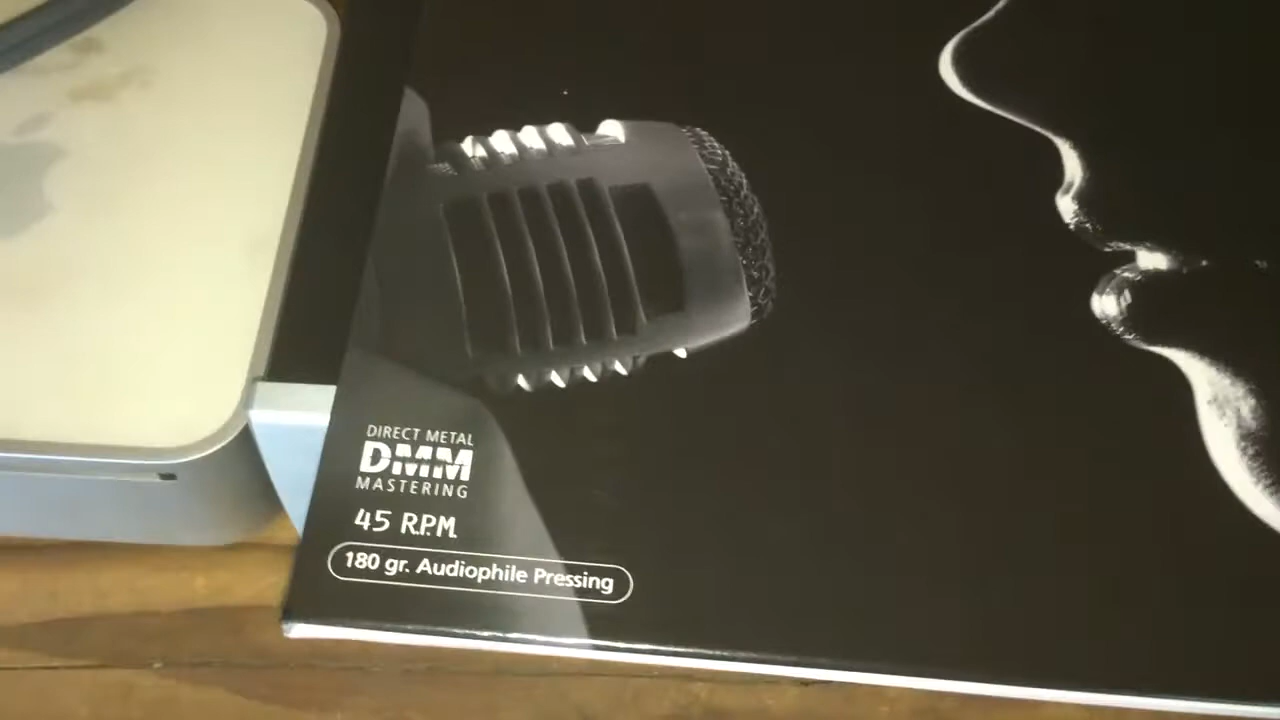 DIRECT METAL
DMM
MASTERING
45 R.P.M.
180 gr. Audiophile Pressing